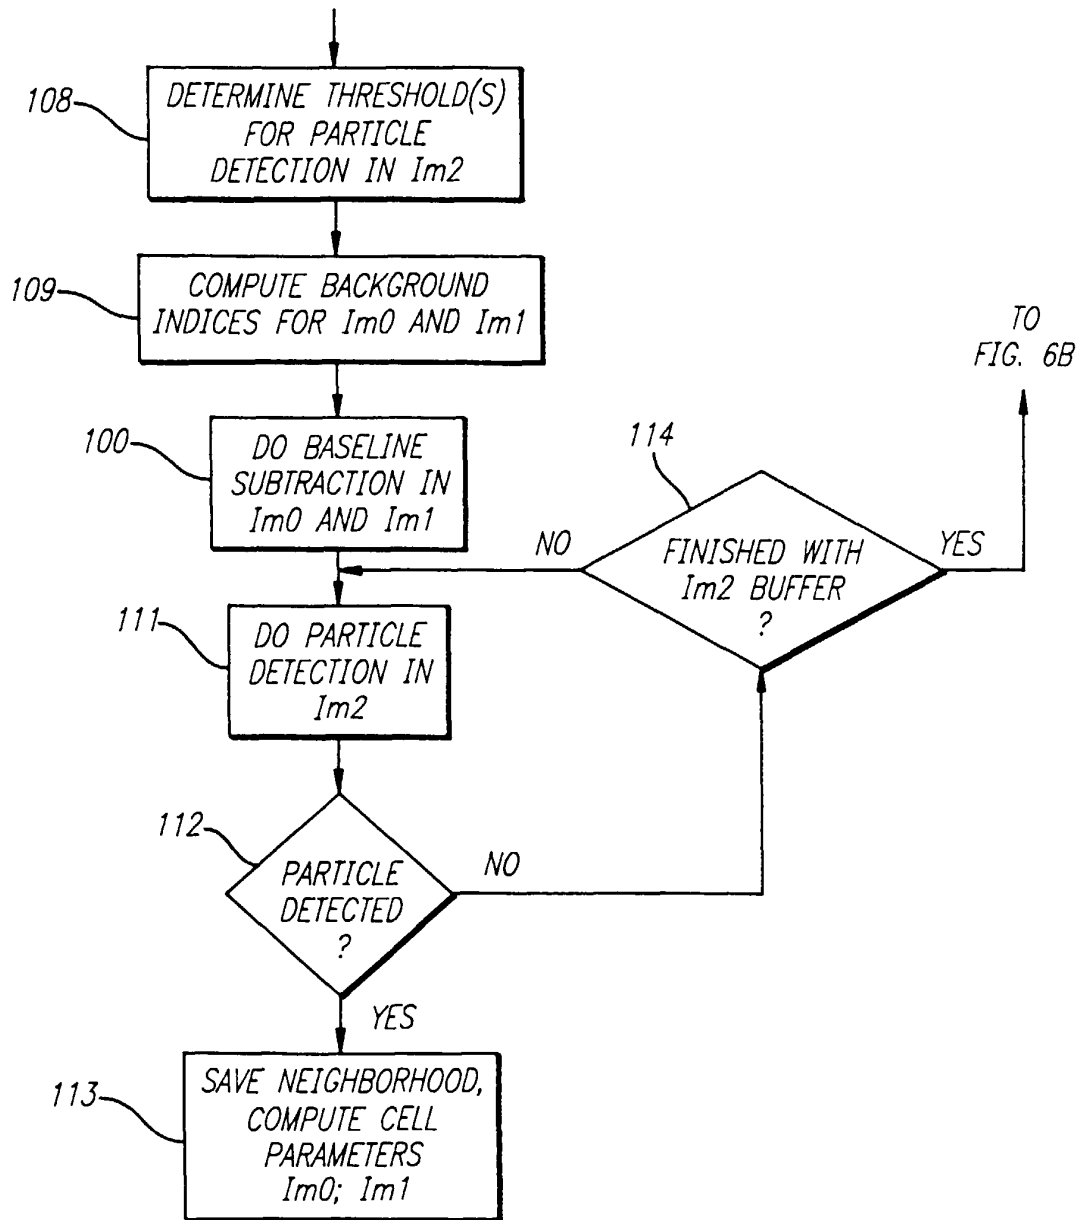 108
DETERMINE THRESHOLD(S)
FOR PARTICLE
DETECTION IN Im2
109
COMPUTE BACKGROUND
INDICES FOR Im0 AND Im1
TO
FIG. 6B
100
DO BASELINE
SUBTRACTION IN
Im0 AND Im1
114
NO
FINISHED WITH
Im2 BUFFER
?
YES
111
DO PARTICLE
DETECTION IN
Im2
112
PARTICLE
DETECTED
?
NO
YES
113
SAVE NEIGHBORHOOD,
COMPUTE CELL
PARAMETERS
Im0; Im1